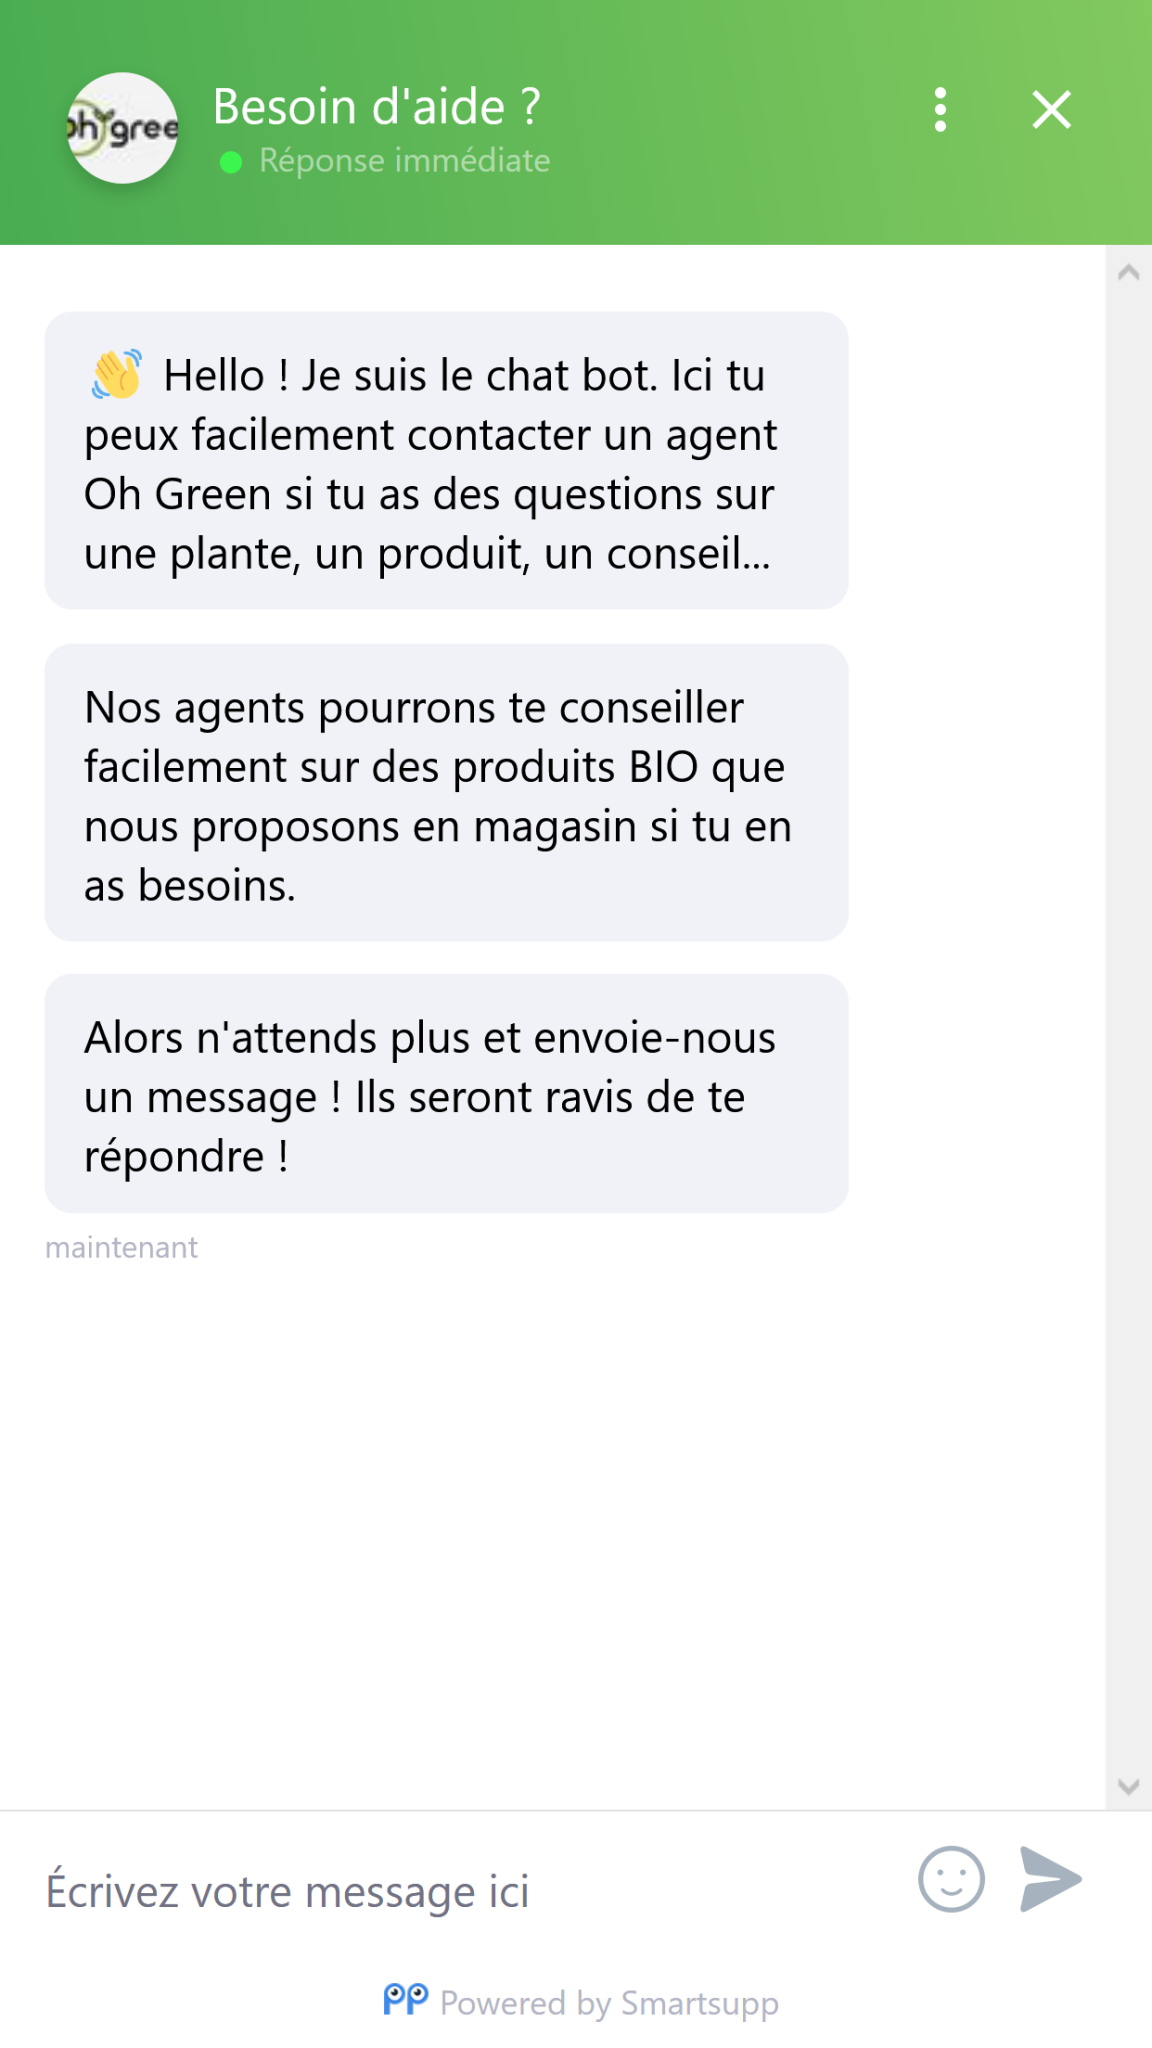 oh gree
Besoin d'aide ?
Réponse immédiate
👋 Hello ! Je suis le chat bot. Ici tu
peux facilement contacter un agent
Oh Green si tu as des questions sur
une plante, un produit, un conseil...
Nos agents pourrons te conseiller
facilement sur des produits BIO que
nous proposons en magasin si tu en
as besoins.
Alors n'attends plus et envoie-nous
un message ! Ils seront ravis de te
répondre !
maintenant
Écrivez votre message ici
Powered by Smartsupp